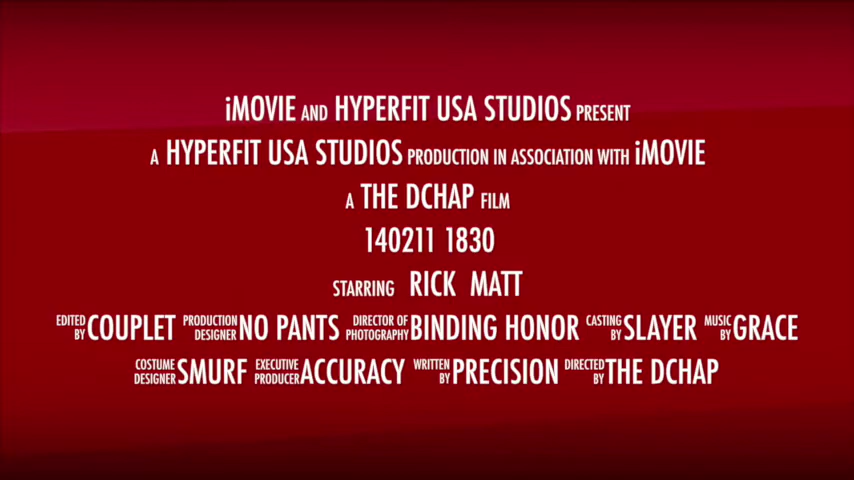 iMOVIE AND HYPERFIT USA STUDIOS PRESENT
A HYPERFIT USA STUDIOS PRODUCTION IN ASSOCIATION WITH iMOVIE
A THE DCHAP FILM
140211 1830
STARRING RICK MATT
EDITED BY COUPLET PRODUCTION DESIGNER NO PANTS DIRECTOR OF PHOTOGRAPHY BINDING HONOR CASTING BY SLAYER MUSIC BY GRACE
COSTUME DESIGNER SMURF EXECUTIVE PRODUCER ACCURACY WRITTEN BY PRECISION DIRECTED BY THE DCHAP